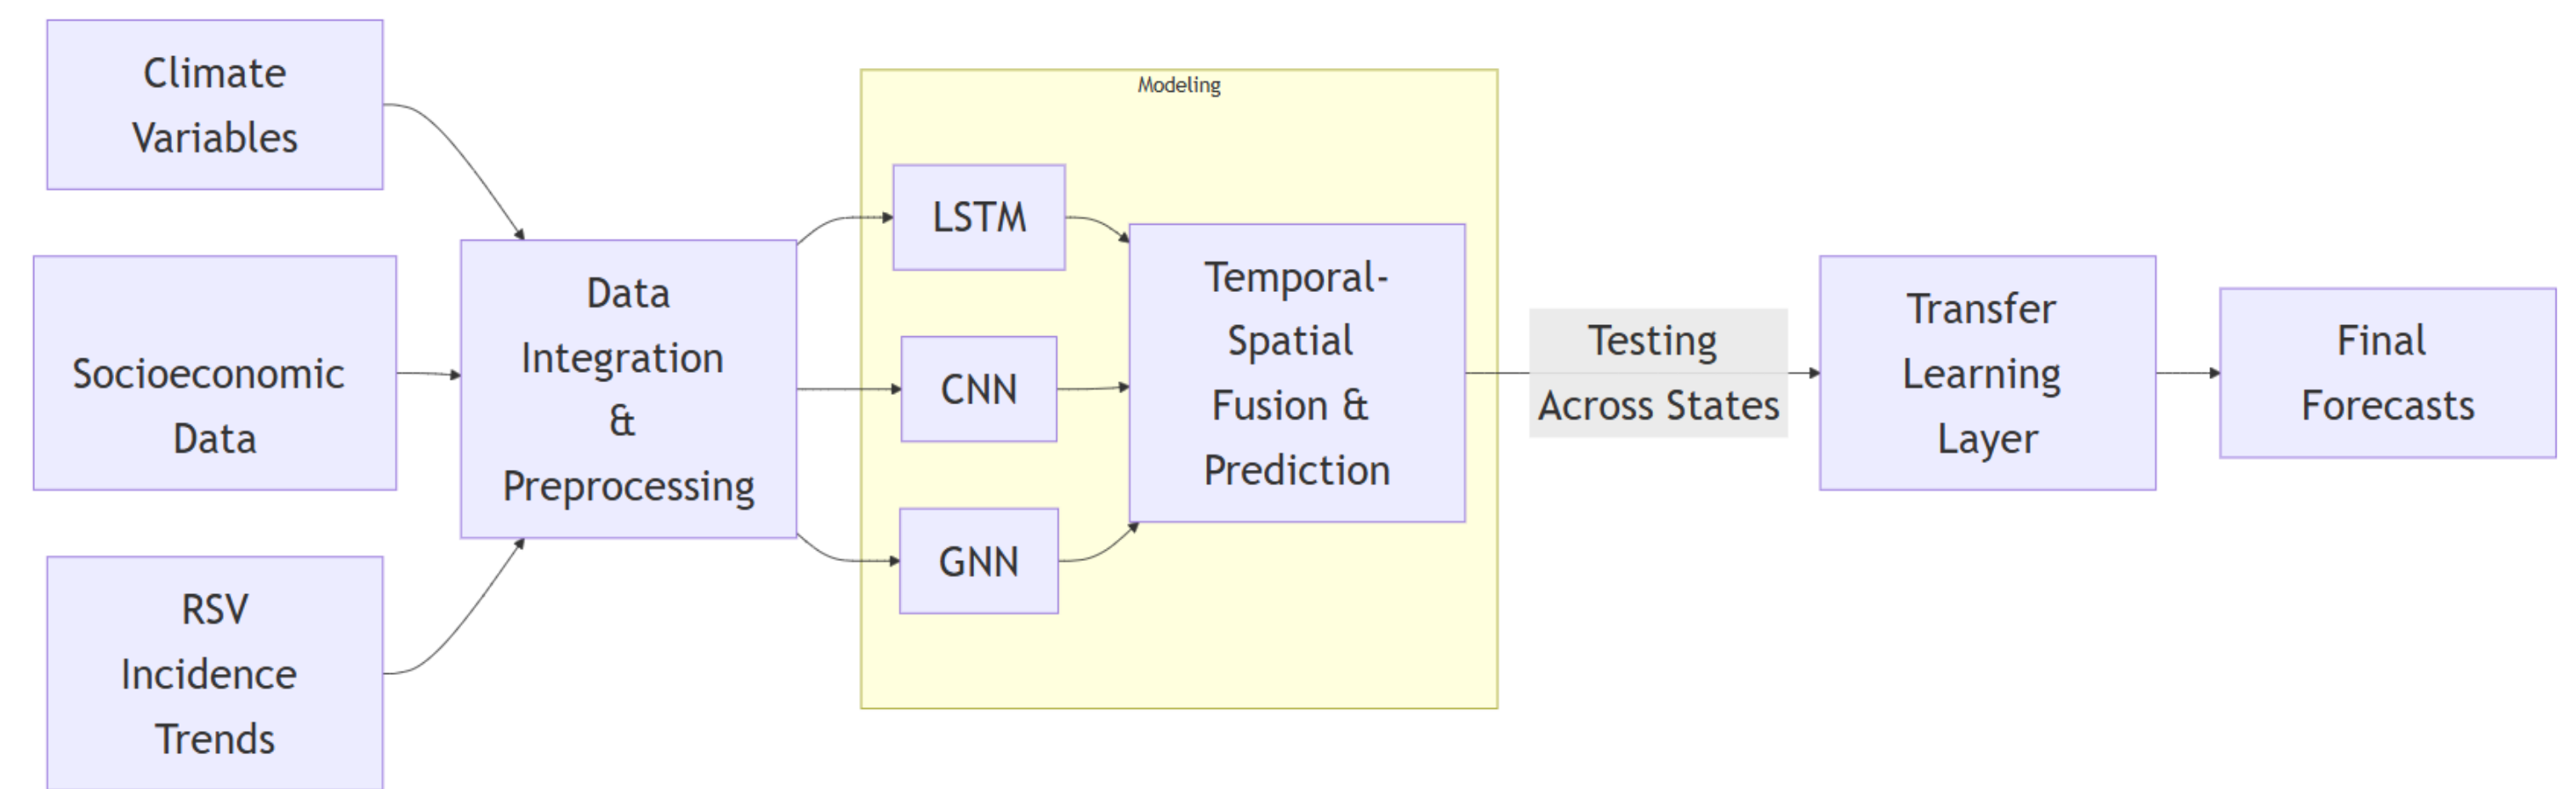 Climate
Variables
Socioeconomic
Data
RSV
Incidence
Trends
Data
Integration
&
Preprocessing
Modeling
LSTM
CNN
GNN
Temporal-
Spatial
Fusion &
Prediction
Testing
Across States
Transfer
Learning
Layer
Final
Forecasts